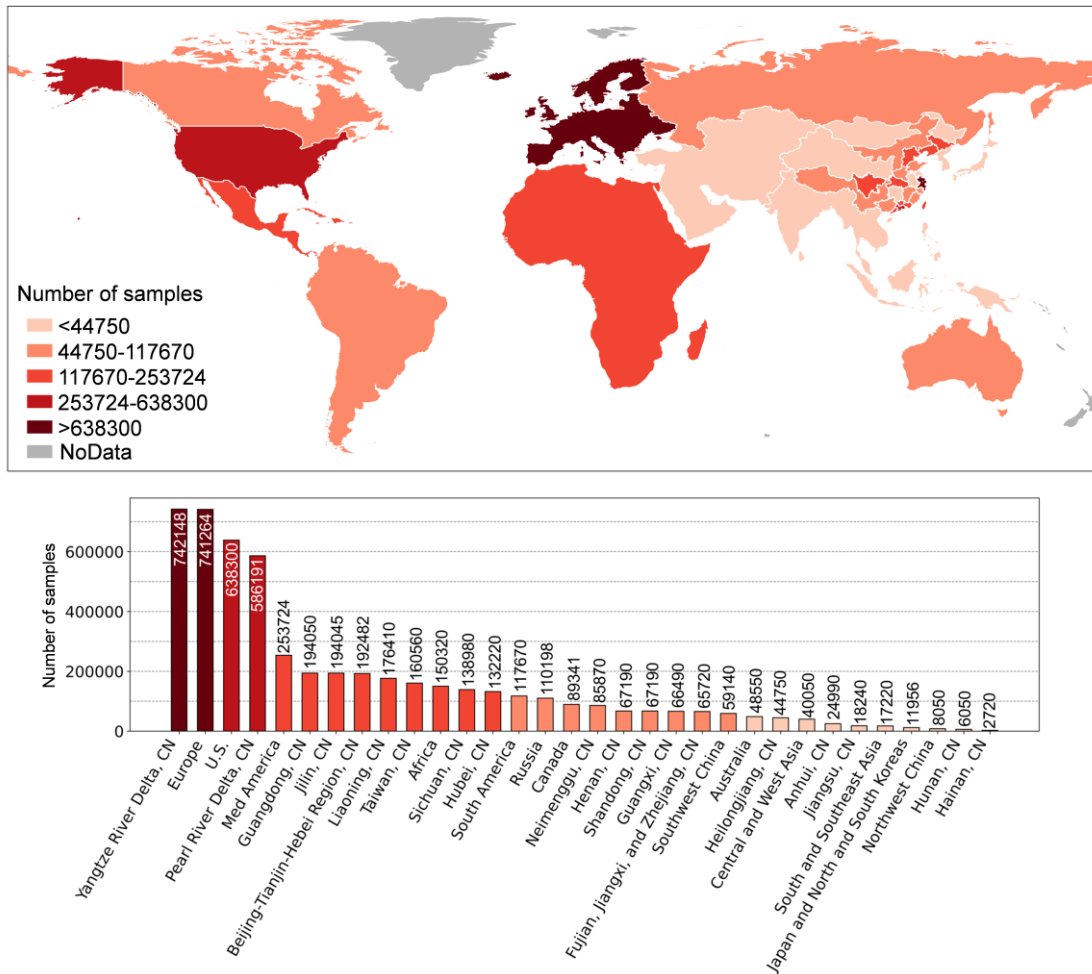 Number of samples
<44750
44750-117670
117670-253724
253724-638300
>638300
NoData
Number of samples
600000
400000
200000
0
742148
741264
638300
586191
253724
194050
194045
192482
176410
160560
150320
138980
132220
117670
110198
89341
85870
67190
67190
66490
65720
59140
48550
44750
40050
24990
18240
17220
11956
8050
6050
2720
Yangtze River Delta, CN
Europe
U.S.
Pearl River Delta, CN
Med America
Guangdong, CN
Jilin, CN
Beijing-Tianjin-Hebei Region, CN
Liaoning, CN
Taiwan, CN
Africa
Sichuan, CN
Hubei, CN
South America
Russia
Canada
Neimenggu, CN
Henan, CN
Shandong, CN
Guangxi, CN
Fujian, Jiangxi, and Zhejiang, CN
Southwest China
Australia
Heilongjiang, CN
Central and West Asia
Anhui, CN
Jiangsu, CN
South and Southeast Asia
Japan and North and South Koreas
Northwest China
Hunan, CN
Hainan, CN